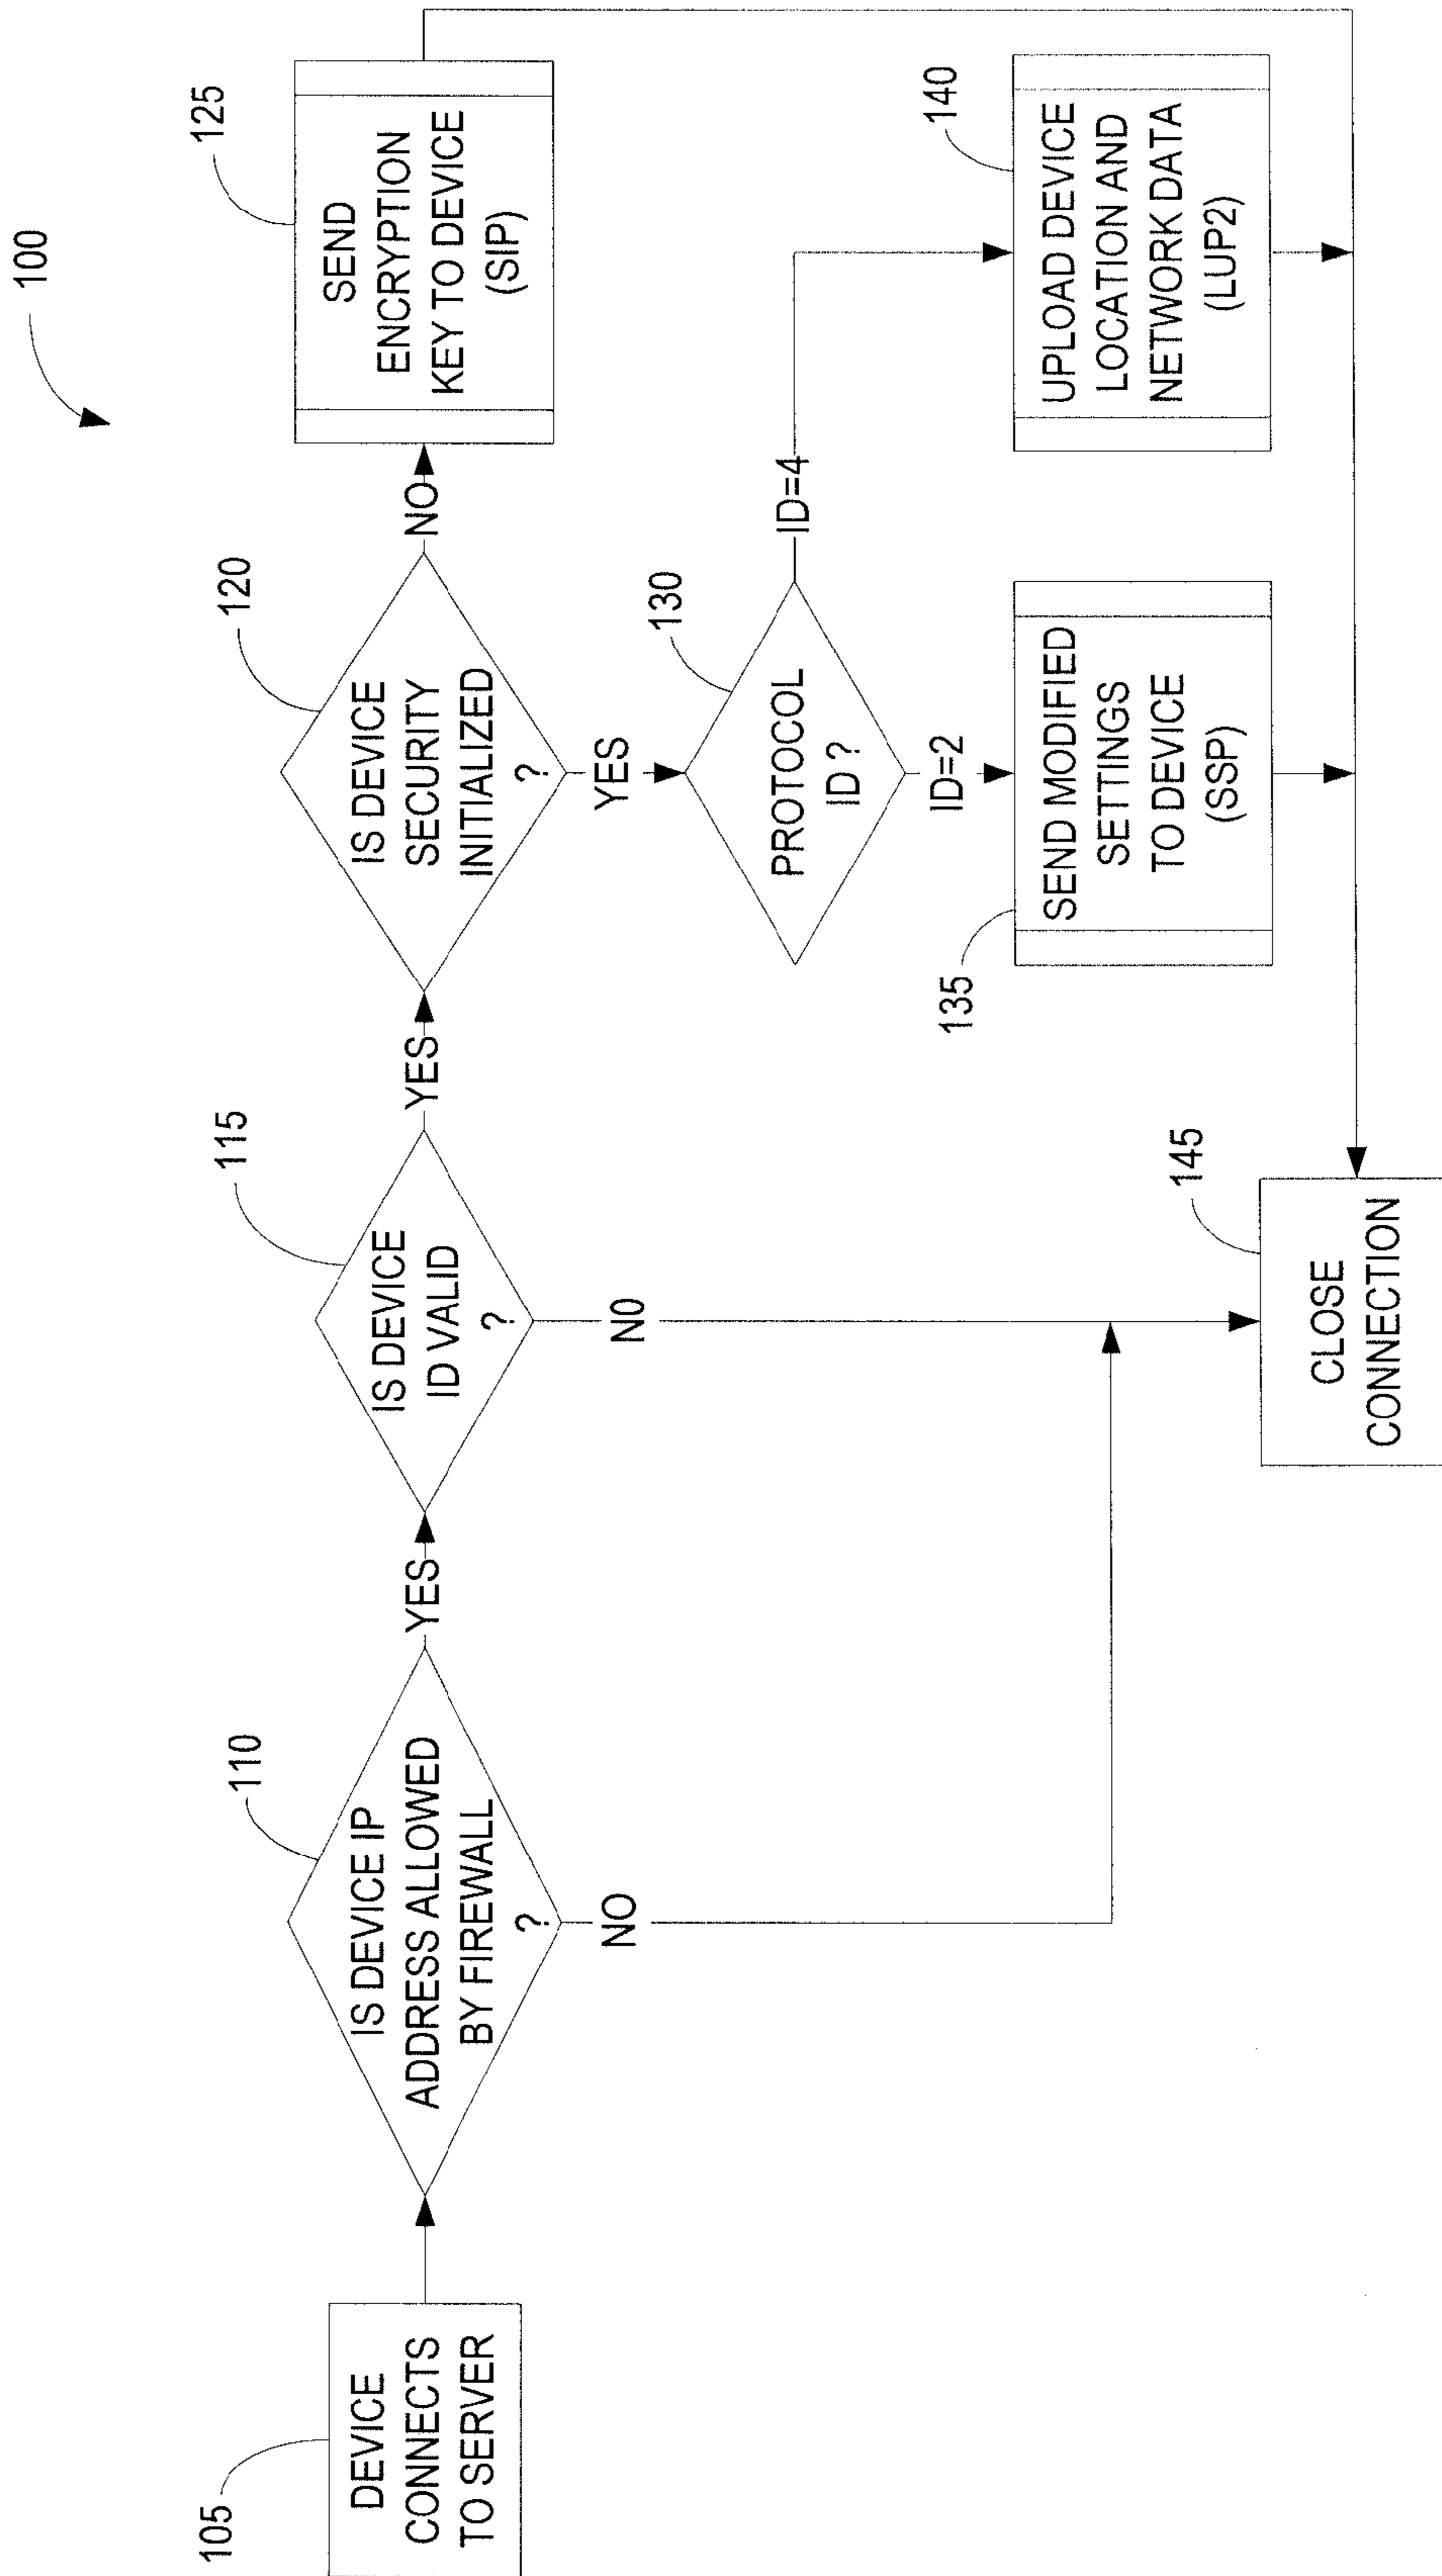 100
105
DEVICE
CONNECTS
TO SERVER
110
IS DEVICE IP
ADDRESS ALLOWED
BY FIREWALL
?
YES
NO
115
IS DEVICE
ID VALID
?
YES
N0
120
IS DEVICE
SECURITY
INITIALIZED
?
NO
YES
125
SEND
ENCRYPTION
KEY TO DEVICE
(SIP)
130
PROTOCOL
ID ?
ID=4
ID=2
135
SEND MODIFIED
SETTINGS
TO DEVICE
(SSP)
140
UPLOAD DEVICE
LOCATION AND
NETWORK DATA
(LUP2)
145
CLOSE
CONNECTION